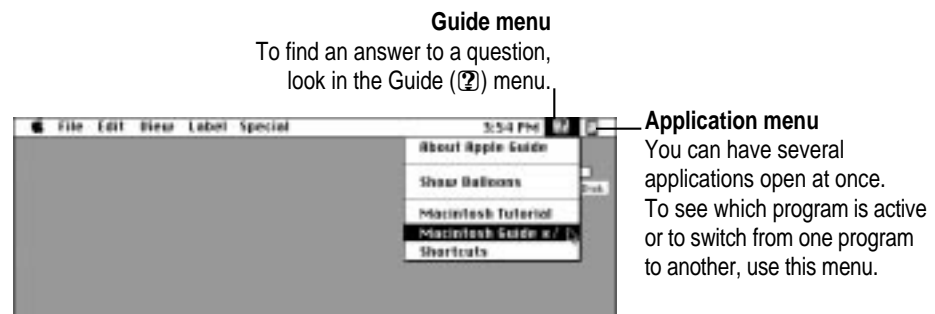 Guide menu
To find an answer to a question,
look in the Guide (?) menu.
File Edit View Label Special 3:54 PM
Application menu
You can have several
applications open at once.
To see which program is active
or to switch from one program
to another, use this menu.
About Apple Guide
Show Balloons
Macintosh Tutorial
Macintosh Guide
Shortcuts